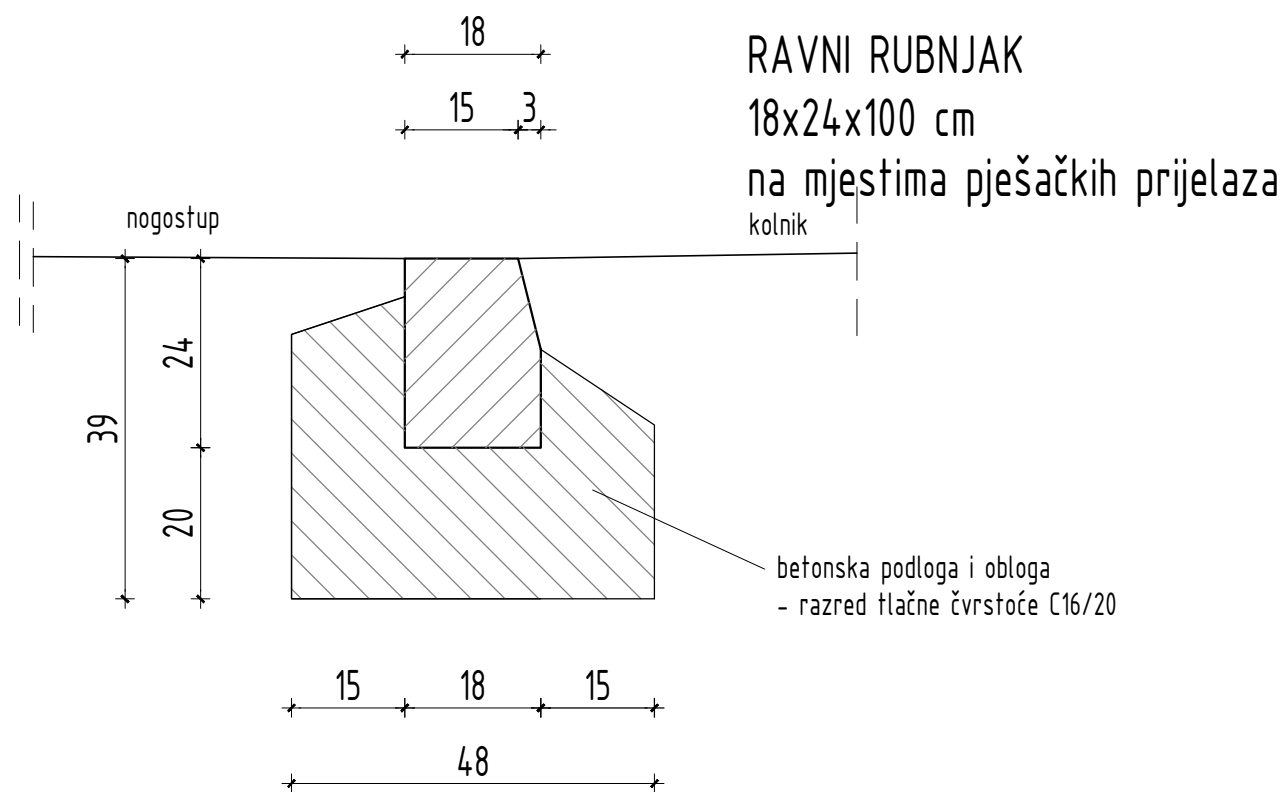 18
15 3
RAVNI RUBNJAK
18x24x100 cm
na mjestima pješačkih prijelaza
nogostup
kolnik
24
39
20
betonska podloga i obloga
- razred tlačne čvrstoće C16/20
15 18 15
48